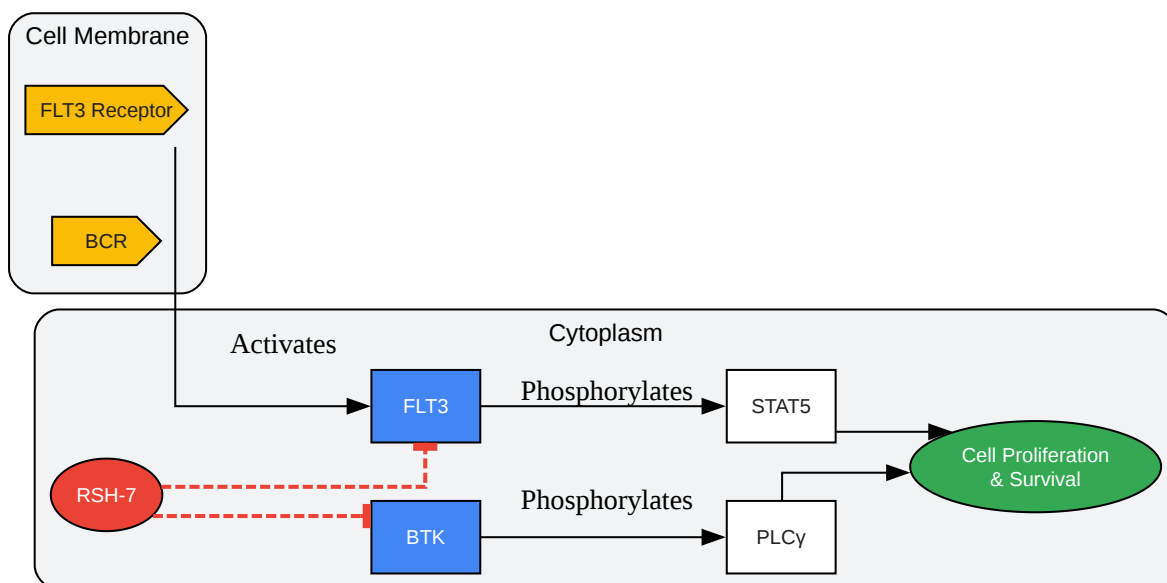 Cell Membrane
FLT3 Receptor
BCR
Cytoplasm
Activates
FLT3
Phosphorylates
STAT5
Cell Proliferation
& Survival
RSH-7
BTK
Phosphorylates
PLCγ